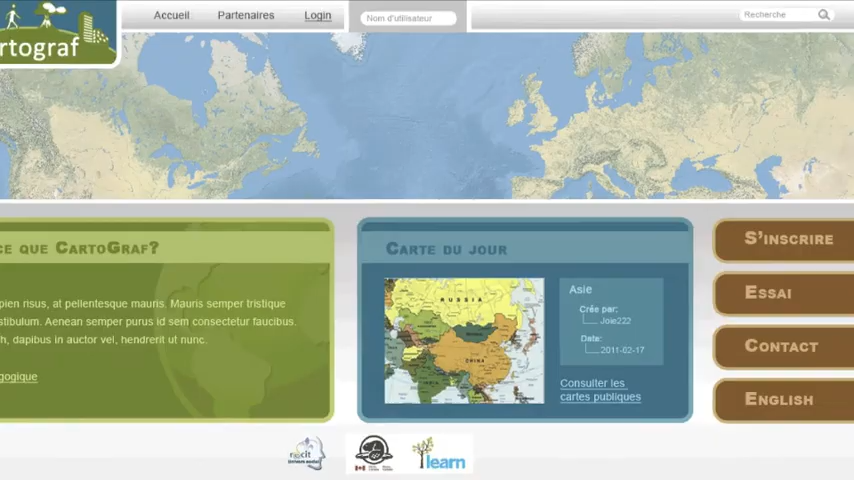 Accueil Partenaires Login Nom d'utilisateur Recherche
rtograf
ce que CartoGraf?
pien risus, at pellentesque mauris. Mauris semper tristique
stibulum. Aenean semper purus id sem consectetur faucibus.
h, dapibus in auctor vel, hendrerit ut nunc.
gogique
Carte du jour
RUSSIA
CHINA
INDIA
Asie
Crée par:
Joie222
Date:
2011-02-17
Consulter les
cartes publiques
S'inscrire
Essai
Contact
English
learn